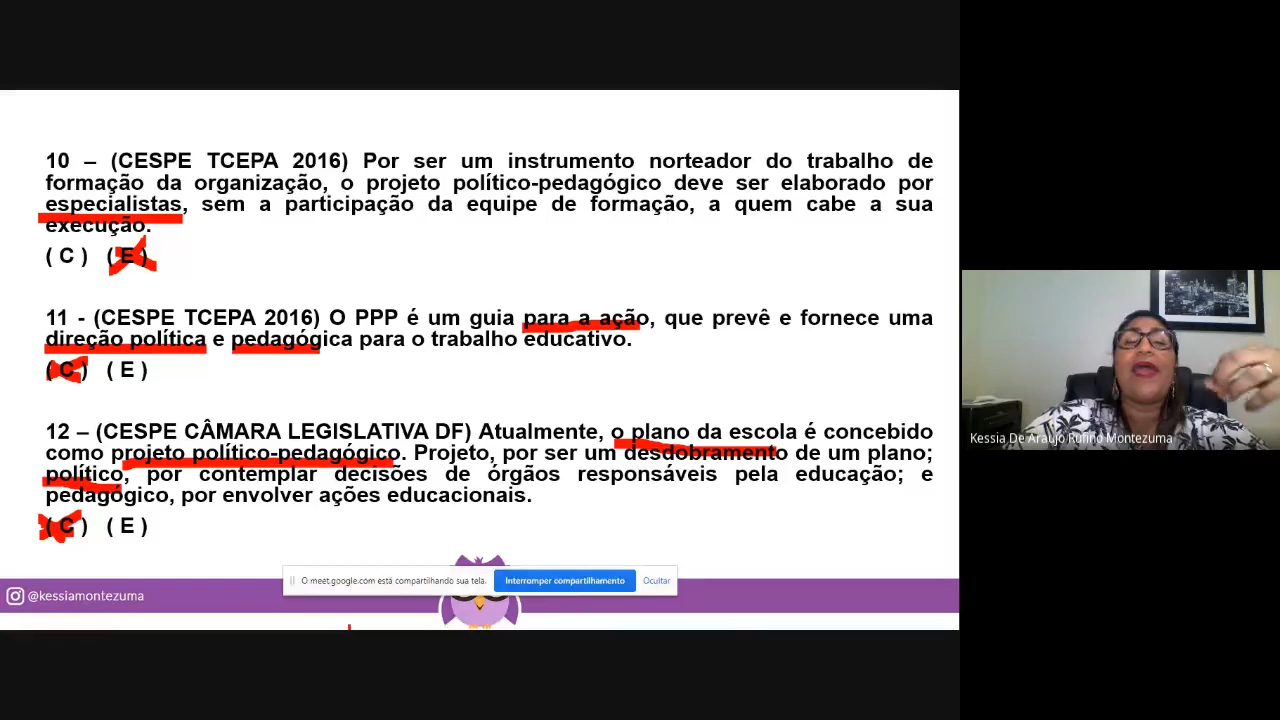 10 – (CESPE TCEPA 2016) Por ser um instrumento norteador do trabalho de
formação da organização, o projeto político-pedagógico deve ser elaborado por
especialistas, sem a participação da equipe de formação, a quem cabe a sua
execução.
( C ) ( E )
11 - (CESPE TCEPA 2016) O PPP é um guia para a ação, que prevê e fornece uma
direção política e pedagógica para o trabalho educativo.
( C ) ( E )
12 – (CESPE CÂMARA LEGISLATIVA DF) Atualmente, o plano da escola é concebido
como projeto político-pedagógico. Projeto, por ser um desdobramento de um plano;
político, por contemplar decisões de órgãos responsáveis pela educação; e
pedagógico, por envolver ações educacionais.
( C ) ( E )
O meet.google.com está compartilhando sua tela. Interromper compartilhamento Ocultar
@kessiamontezuma
Kessia De Araujo Rufino Montezuma